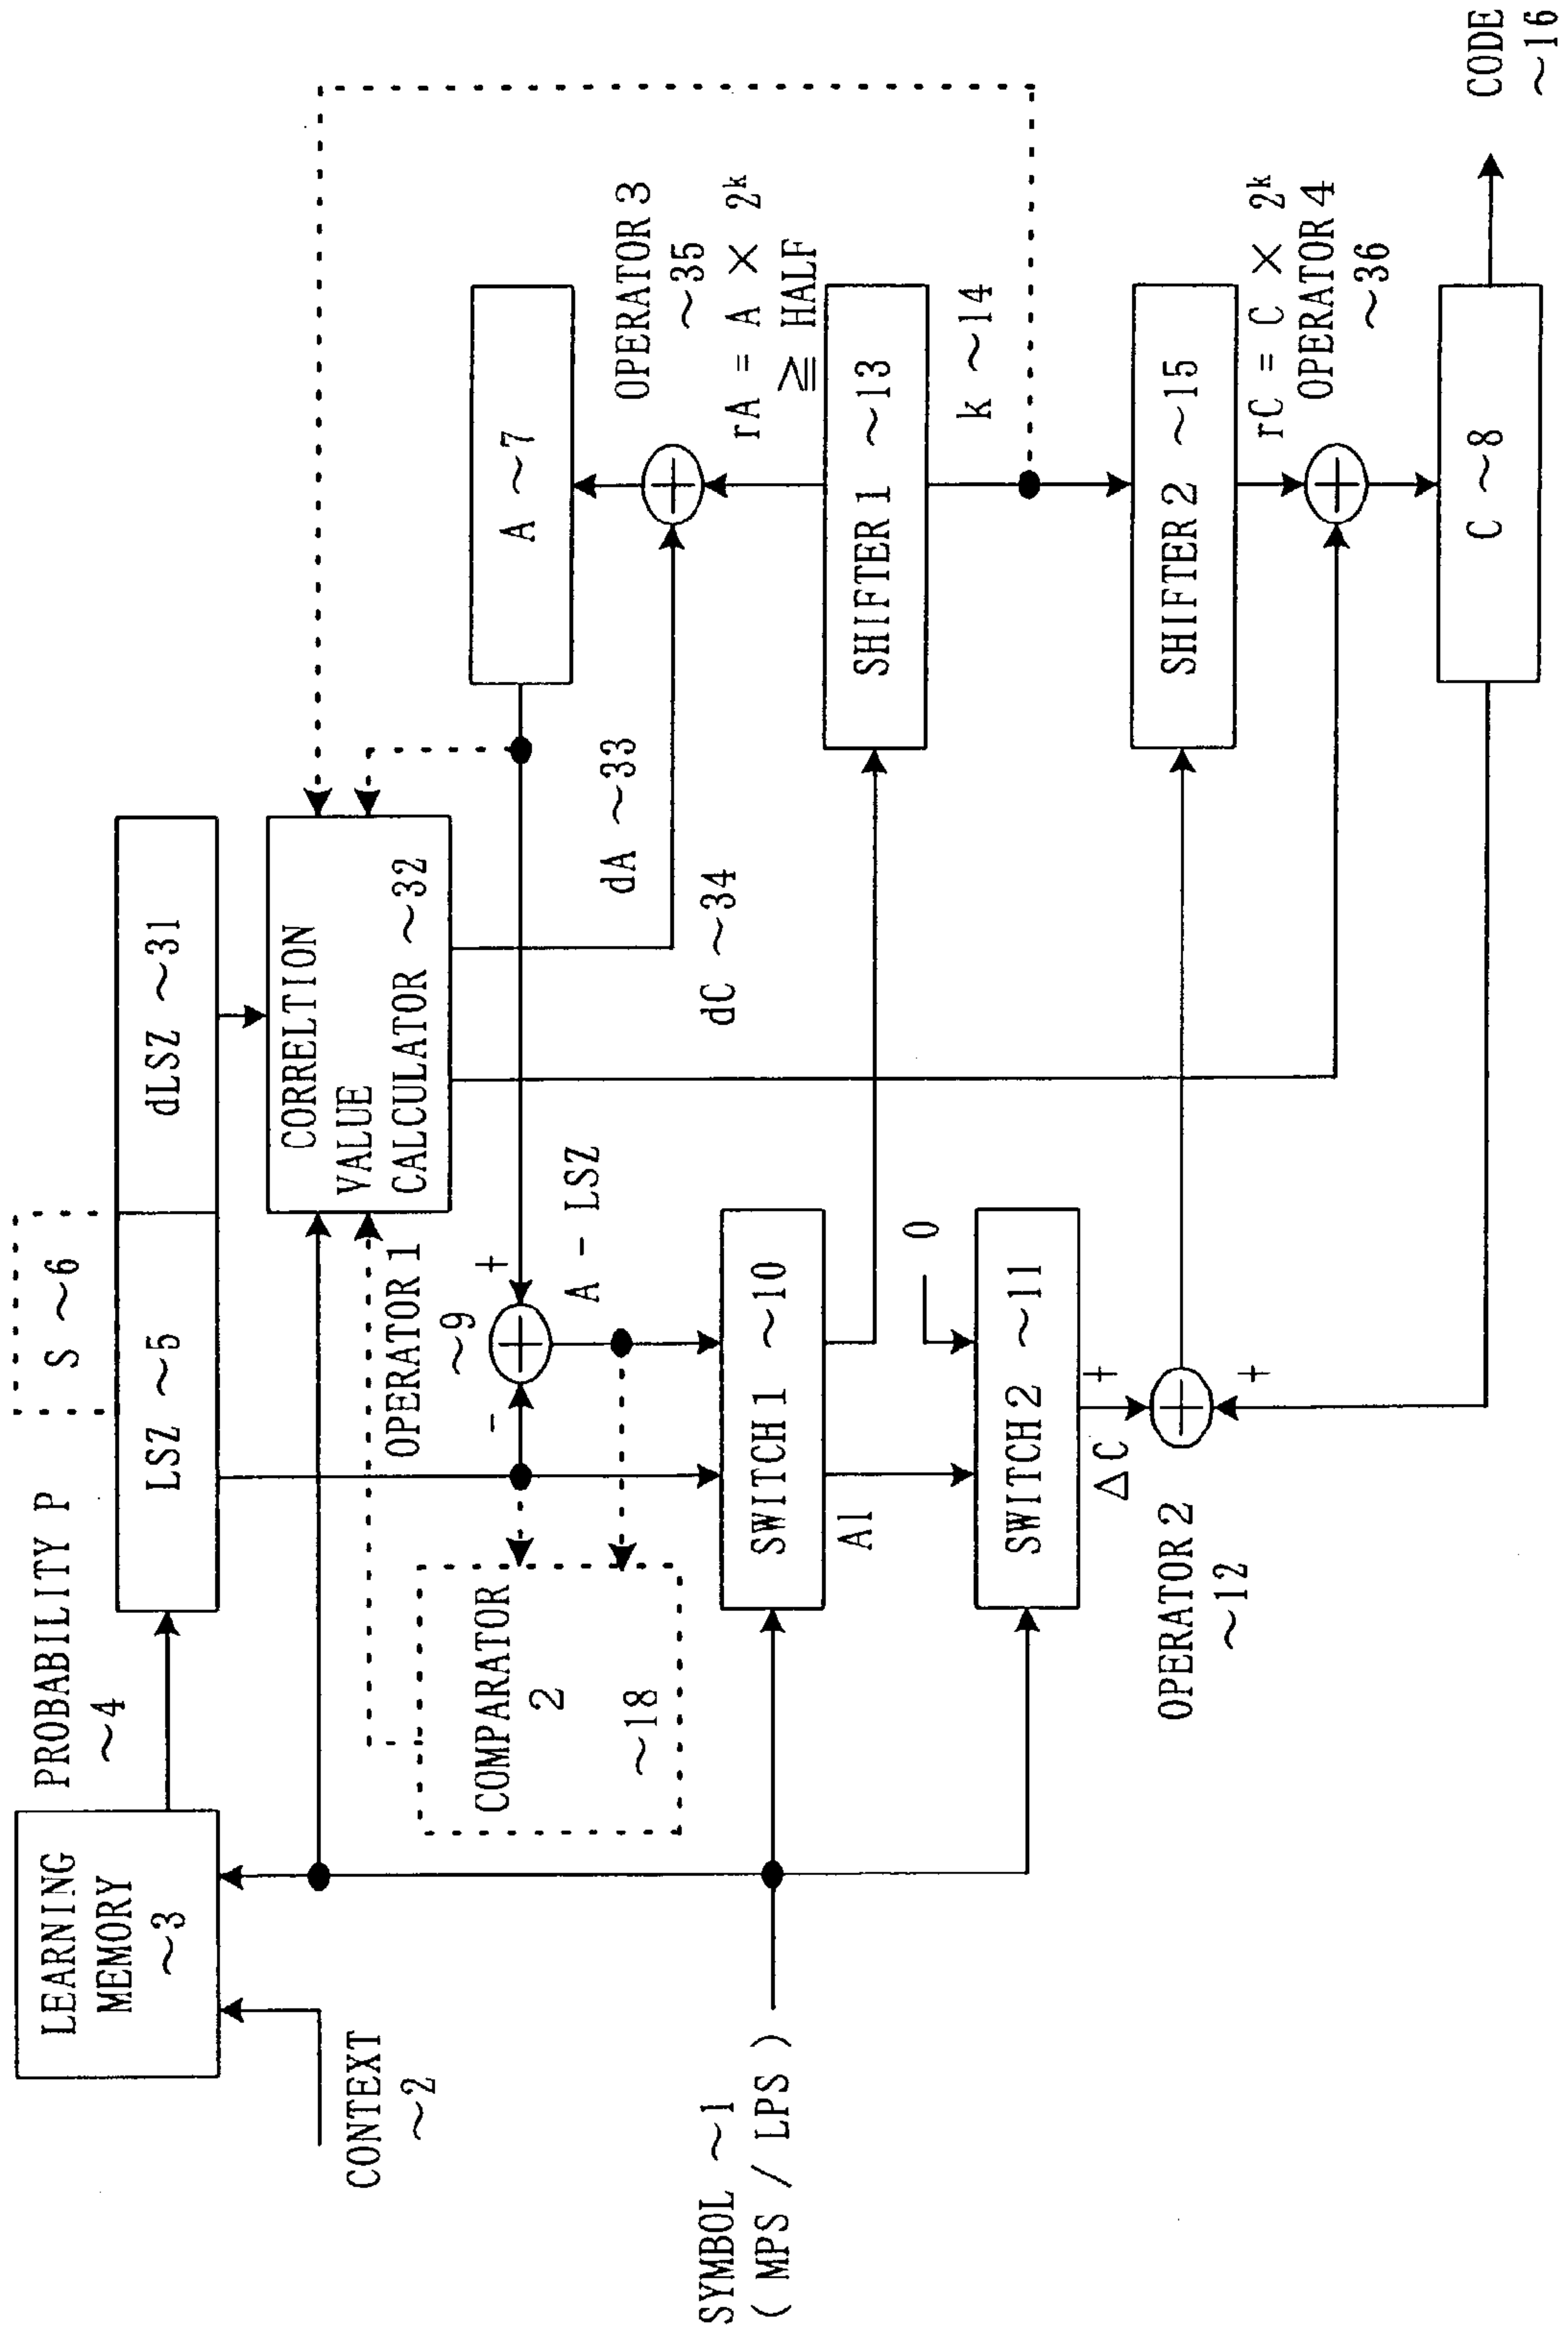 LEARNING
MEMORY
~3
CONTEXT
~2
SYMBOL ~1
( MPS / LPS )
PROBABILITY P
~4
S ~6
LSZ ~5
dLSZ ~31
CORRELTION
VALUE
CALCULATOR ~32
COMPARATOR
2
~18
OPERATOR 1
~9
-
+
A - LSZ
SWITCH 1 ~10
A1
0
SWITCH 2 ~11
ΔC
+
+
OPERATOR 2
~12
dA ~33
dC ~34
A ~7
OPERATOR 3
~35
rA = A × 2k
≧ HALF
SHIFTER 1 ~13
k ~14
SHIFTER 2 ~15
rC = C × 2k
OPERATOR 4
~36
C ~8
CODE
~16